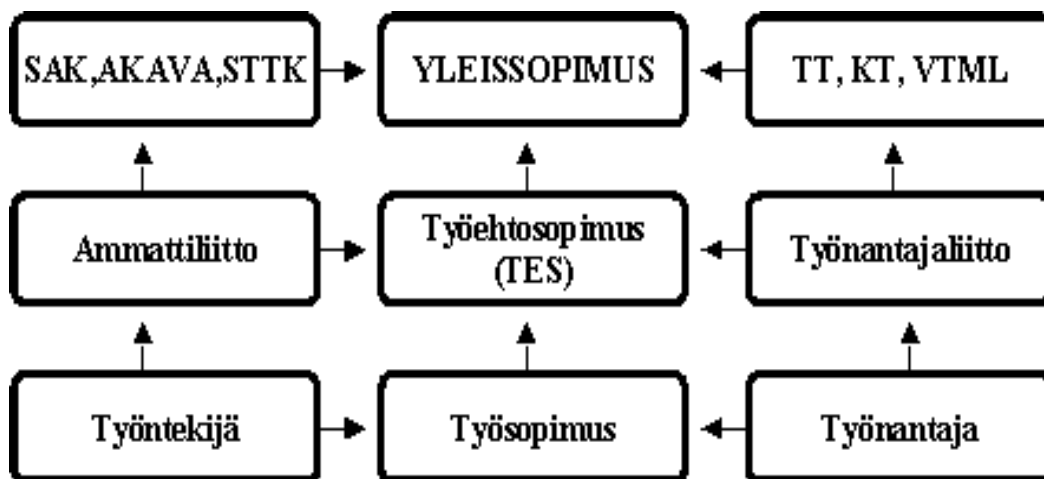 SAK,AKAVA,STTK
YLEISSOPIMUS
TT, KT, VTML
Ammattiliitto
Työehtosopimus
(TES)
Työnantajaliitto
Työntekijä
Työsopimus
Työnantaja